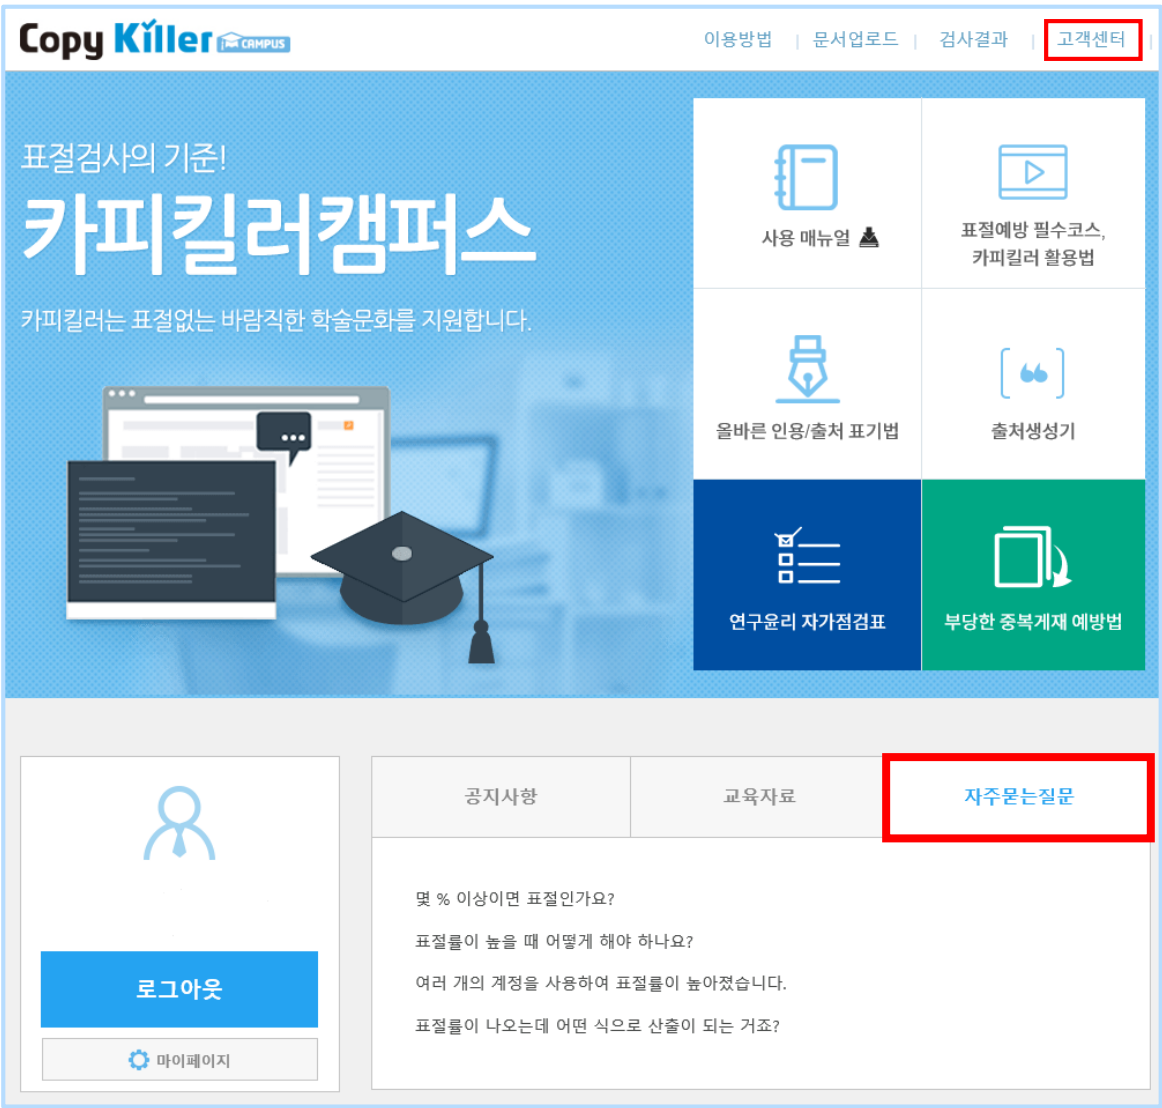 Copy Killer CAMPUS
이용방법 | 문서업로드 | 검사결과 | 고객센터 |
표절검사의 기준!
카피킬러캠퍼스
카피킬러는 표절없는 바람직한 학술문화를 지원합니다.
사용 매뉴얼
표절예방 필수코스,
카피킬러 활용법
올바른 인용/출처 표기법
출처생성기
연구윤리 자가점검표
부당한 중복게재 예방법
로그아웃
마이페이지
공지사항
교육자료
자주묻는질문
몇 % 이상이면 표절인가요?
표절률이 높을 때 어떻게 해야 하나요?
여러 개의 계정을 사용하여 표절률이 높아졌습니다.
표절률이 나오는데 어떤 식으로 산출이 되는 거죠?